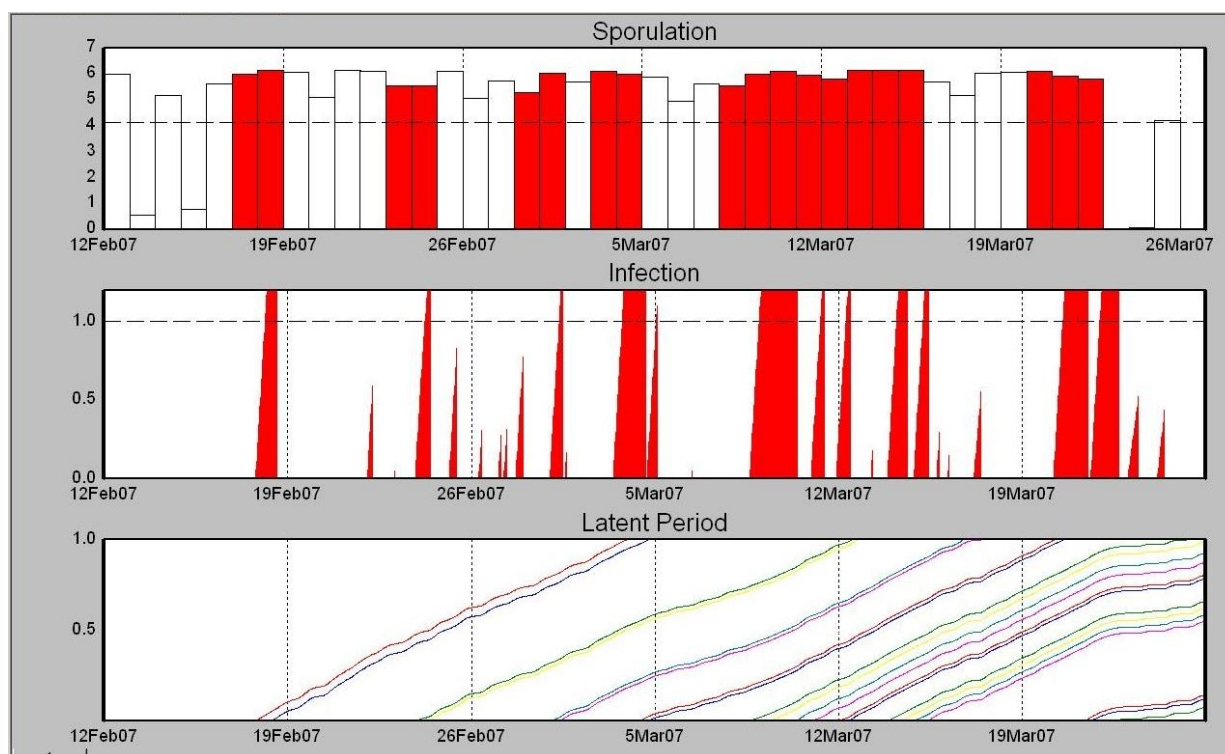 Sporulation
7
6
5
4
3
2
1
0
12Feb07 19Feb07 26Feb07 5Mar07 12Mar07 19Mar07 26Mar07
Infection
1.0
0.5
0.0
12Feb07 19Feb07 26Feb07 5Mar07 12Mar07 19Mar07
Latent Period
1.0
0.5
12Feb07 19Feb07 26Feb07 5Mar07 12Mar07 19Mar07